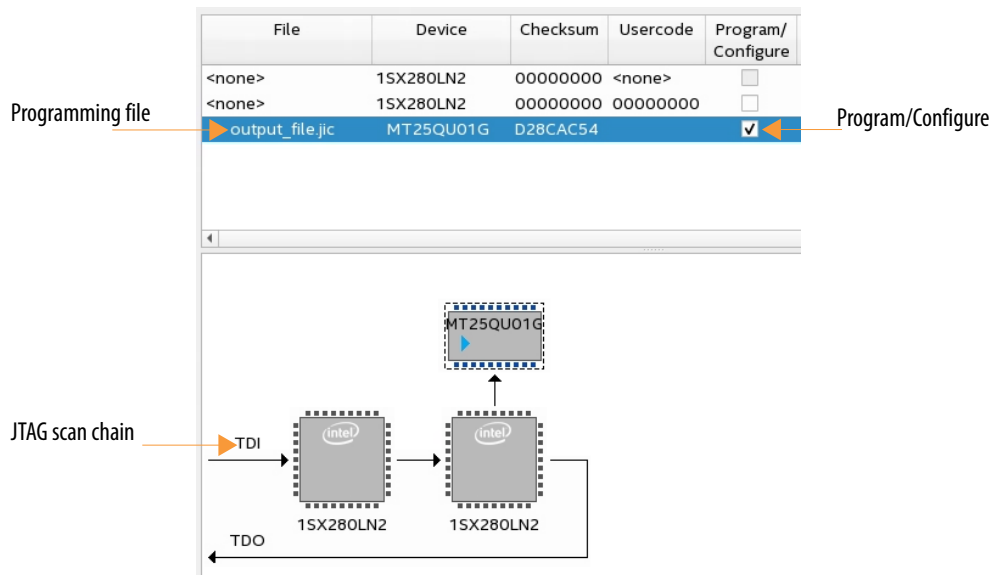 File Device Checksum Usercode Program/
Configure
<none> 1SX280LN2 00000000 <none>
<none> 1SX280LN2 00000000 00000000
Programming file
output_file.jic MT25QU01G D28CAC54
Program/Configure
MT25QU01G
JTAG scan chain
TDI
intel
intel
1SX280LN2
1SX280LN2
TDO